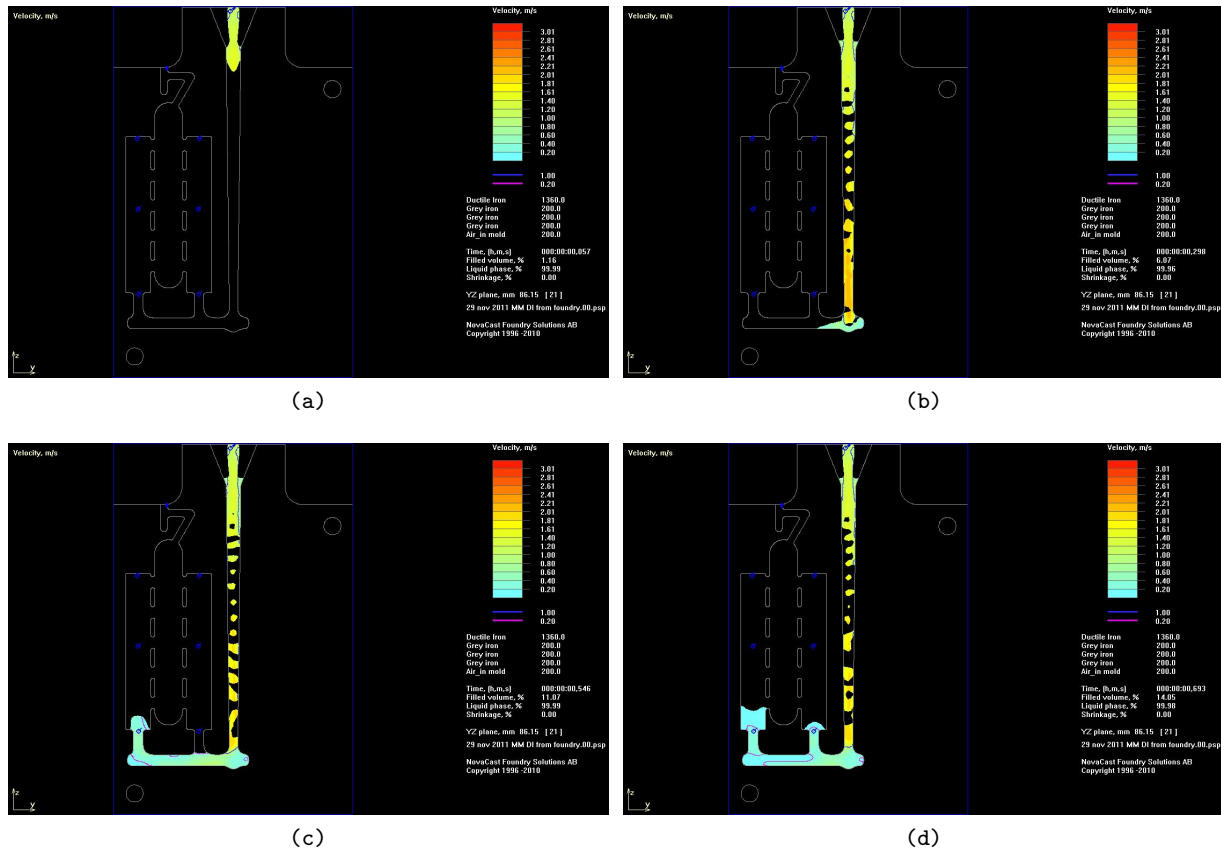 Velocity, m/s
Velocity, m/s
3.01
2.81
2.61
2.41
2.21
2.01
1.81
1.61
1.40
1.20
1.00
0.80
0.60
0.40
0.20
1.00
0.20
Ductile Iron 1360.0
Grey iron 200.0
Grey iron 200.0
Grey iron 200.0
Air_in mold 200.0
Time, (h,m,s) 000:00:00,057
Filled volume, % 1.16
Liquid phase, % 99.99
Shrinkage, % 0.00
YZ plane, mm 86.15 [ 21 ]
29 nov 2011 MM DI from foundry.00.psp
NovaCast Foundry Solutions AB
Copyright 1996 -2010
z
y
(a)
Velocity, m/s
Velocity, m/s
3.01
2.81
2.61
2.41
2.21
2.01
1.81
1.61
1.40
1.20
1.00
0.80
0.60
0.40
0.20
1.00
0.20
Ductile Iron 1360.0
Grey iron 200.0
Grey iron 200.0
Grey iron 200.0
Air_in mold 200.0
Time, (h,m,s) 000:00:00,298
Filled volume, % 6.07
Liquid phase, % 99.96
Shrinkage, % 0.00
YZ plane, mm 86.15 [ 21 ]
29 nov 2011 MM DI from foundry.00.psp
NovaCast Foundry Solutions AB
Copyright 1996 -2010
z
y
(b)
Velocity, m/s
Velocity, m/s
3.01
2.81
2.61
2.41
2.21
2.01
1.81
1.61
1.40
1.20
1.00
0.80
0.60
0.40
0.20
1.00
0.20
Ductile Iron 1360.0
Grey iron 200.0
Grey iron 200.0
Grey iron 200.0
Air_in mold 200.0
Time, (h,m,s) 000:00:00,546
Filled volume, % 11.07
Liquid phase, % 99.99
Shrinkage, % 0.00
YZ plane, mm 86.15 [ 21 ]
29 nov 2011 MM DI from foundry.00.psp
NovaCast Foundry Solutions AB
Copyright 1996 -2010
z
y
(c)
Velocity, m/s
Velocity, m/s
3.01
2.81
2.61
2.41
2.21
2.01
1.81
1.61
1.40
1.20
1.00
0.80
0.60
0.40
0.20
1.00
0.20
Ductile Iron 1360.0
Grey iron 200.0
Grey iron 200.0
Grey iron 200.0
Air_in mold 200.0
Time, (h,m,s) 000:00:00,693
Filled volume, % 14.05
Liquid phase, % 99.98
Shrinkage, % 0.00
YZ plane, mm 86.15 [ 21 ]
29 nov 2011 MM DI from foundry.00.psp
NovaCast Foundry Solutions AB
Copyright 1996 -2010
z
y
(d)